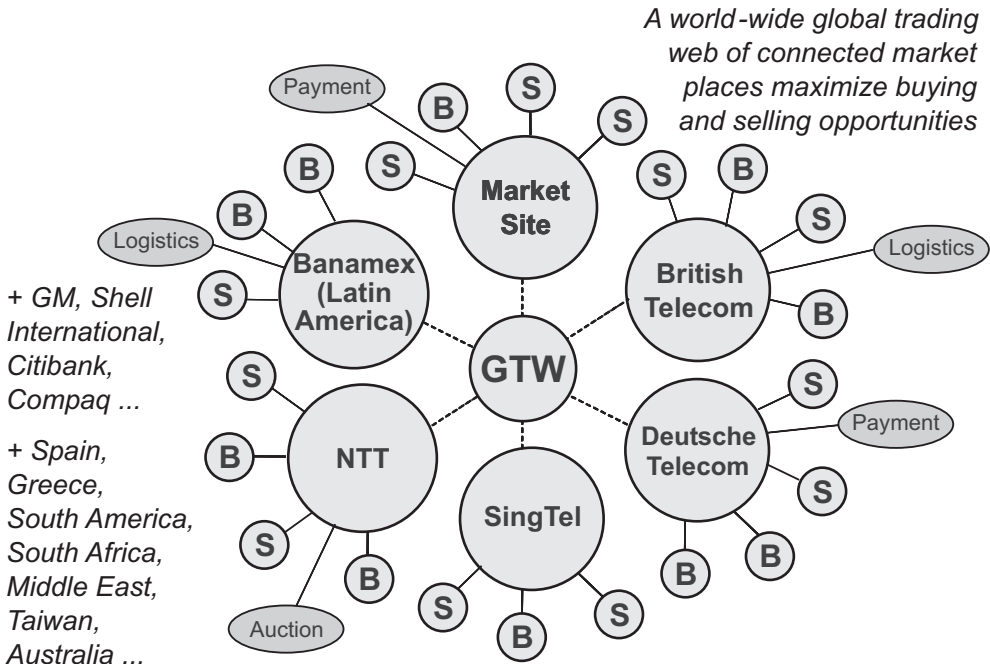 A world-wide global trading
web of connected market
places maximize buying
and selling opportunities
Payment
B
S
S
S
Market
Site
B
B
Logistics
S
Banamex
(Latin
America)
S
B
S
Logistics
B
British
Telecom
GTW
+ GM, Shell
International,
Citibank,
Compaq ...
+ Spain,
Greece,
South America,
South Africa,
Middle East,
Taiwan,
Australia ...
S
B
S
B
Auction
NTT
SingTel
S
B
S
Deutsche
Telecom
S
Payment
S
B
B